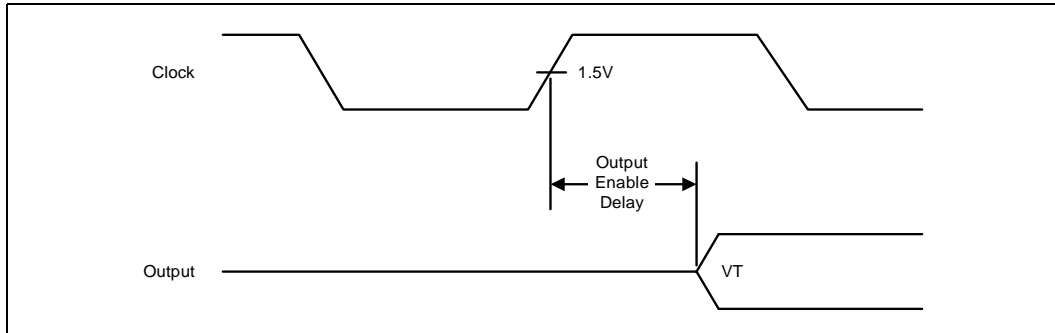 Clock
1.5V
Output
Enable
Delay
Output
VT